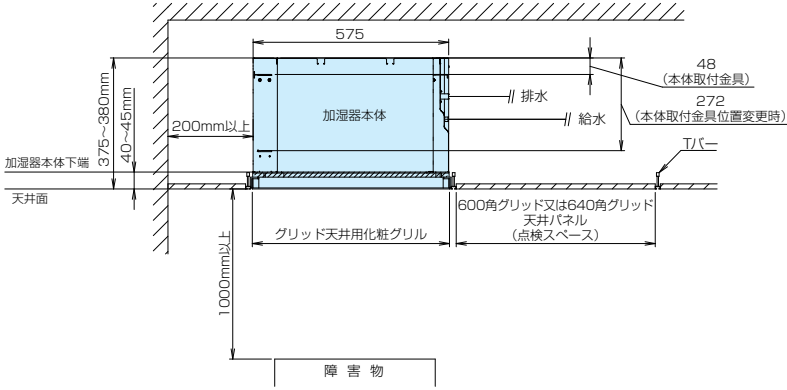 575
48
(本体取付金具)
272
(本体取付金具位置変更時)
排水
給水
加湿器本体
200mm以上
375～380mm
40～45mm
Tバー
加湿器本体下端
天井面
600角グリッド又は640角グリッド
天井パネル
(点検スペース)
グリッド天井用化粧グリル
1000mm以上
障害物